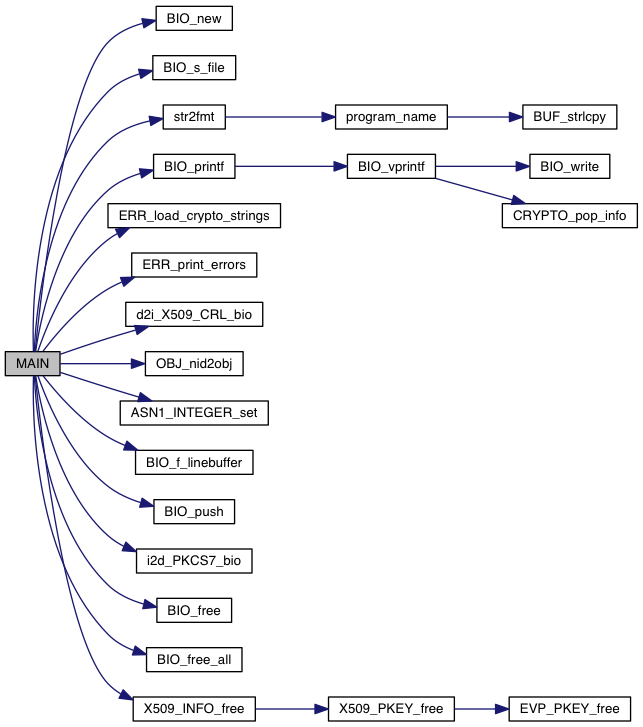 BIO_new
BIO_s_file
str2fmt
program_name
BUF_strlcpy
BIO_printf
BIO_vprintf
BIO_write
ERR_load_crypto_strings
CRYPTO_pop_info
ERR_print_errors
d2i_X509_CRL_bio
MAIN
OBJ_nid2obj
ASN1_INTEGER_set
BIO_f_linebuffer
BIO_push
i2d_PKCS7_bio
BIO_free
BIO_free_all
X509_INFO_free
X509_PKEY_free
EVP_PKEY_free